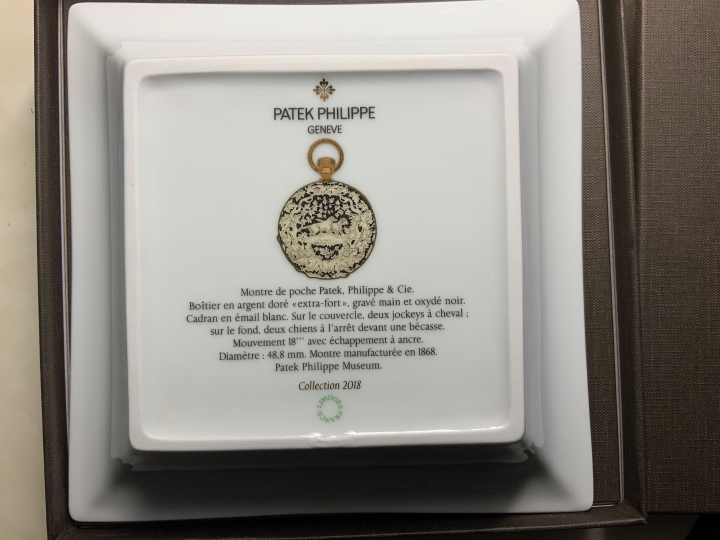 PATEK PHILIPPE
GENEVE
Montre de poche Patek, Philippe & Cie.
Boîtier en argent doré «extra-fort», gravé main et oxydé noir.
Cadran en émail blanc. Sur le couvercle, deux jockeys à cheval ;
sur le fond, deux chiens à l'arrêt devant une bécasse.
Mouvement 18''' avec échappement à ancre.
Diamètre : 48,8 mm. Montre manufacturée en 1868.
Patek Philippe Museum.
Collection 2018
LIMOGES FRANCE